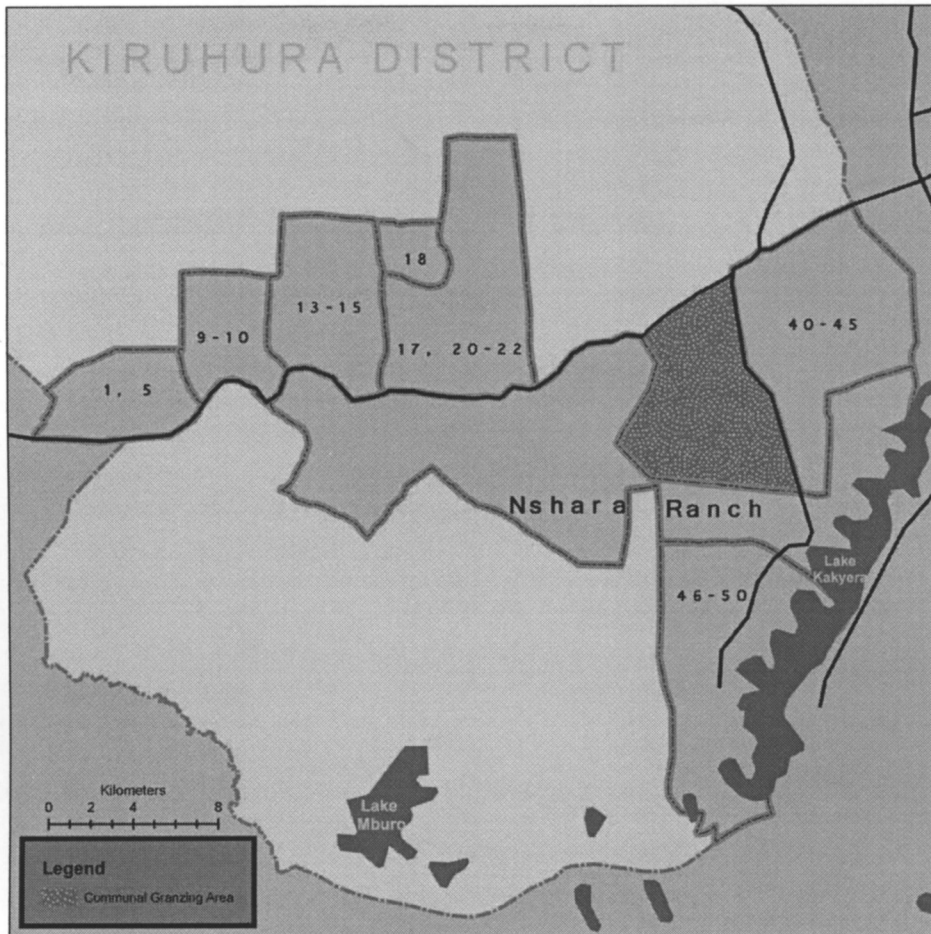 KIRUHURA DISTRICT
18
13-15
40-45
9-10
17, 20-22
1, 5
Nshara Ranch
Lake
Kakyera
46-50
Kilometers
0 2 4 8
Lake
Mburo
Legend
Communal Granzing Area